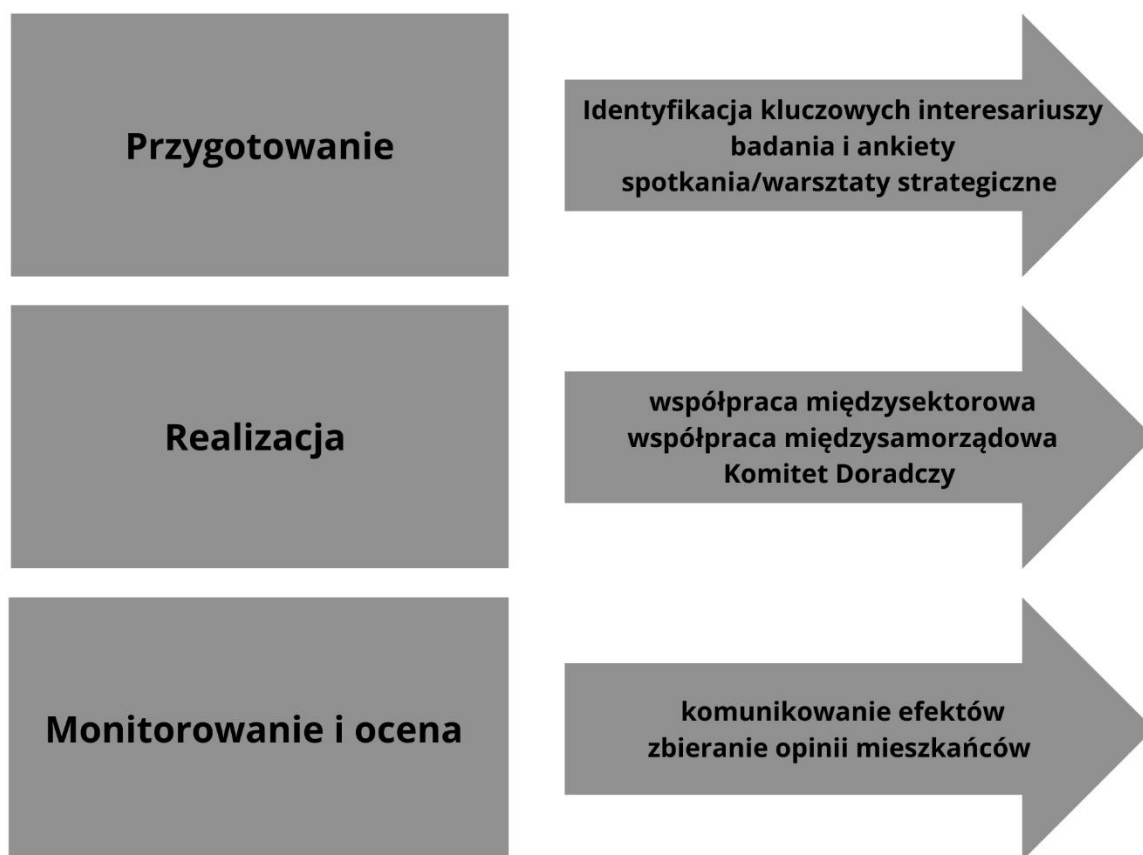 Przygotowanie
Identyfikacja kluczowych interesariuszy
badania i ankiety
spotkania/warsztaty strategiczne
Realizacja
współpraca międzysektorowa
współpraca międzysamorządowa
Komitet Doradczy
Monitorowanie i ocena
komunikowanie efektów
zbieranie opinii mieszkańców